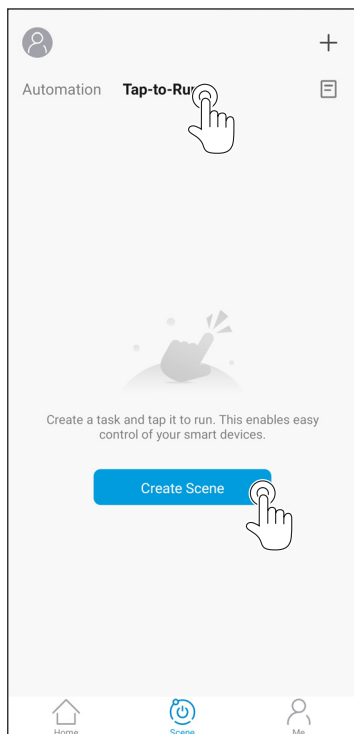 Automation Tap-to-Run
Create a task and tap it to run. This enables easy
control of your smart devices.
Create Scene
Home Scene Me